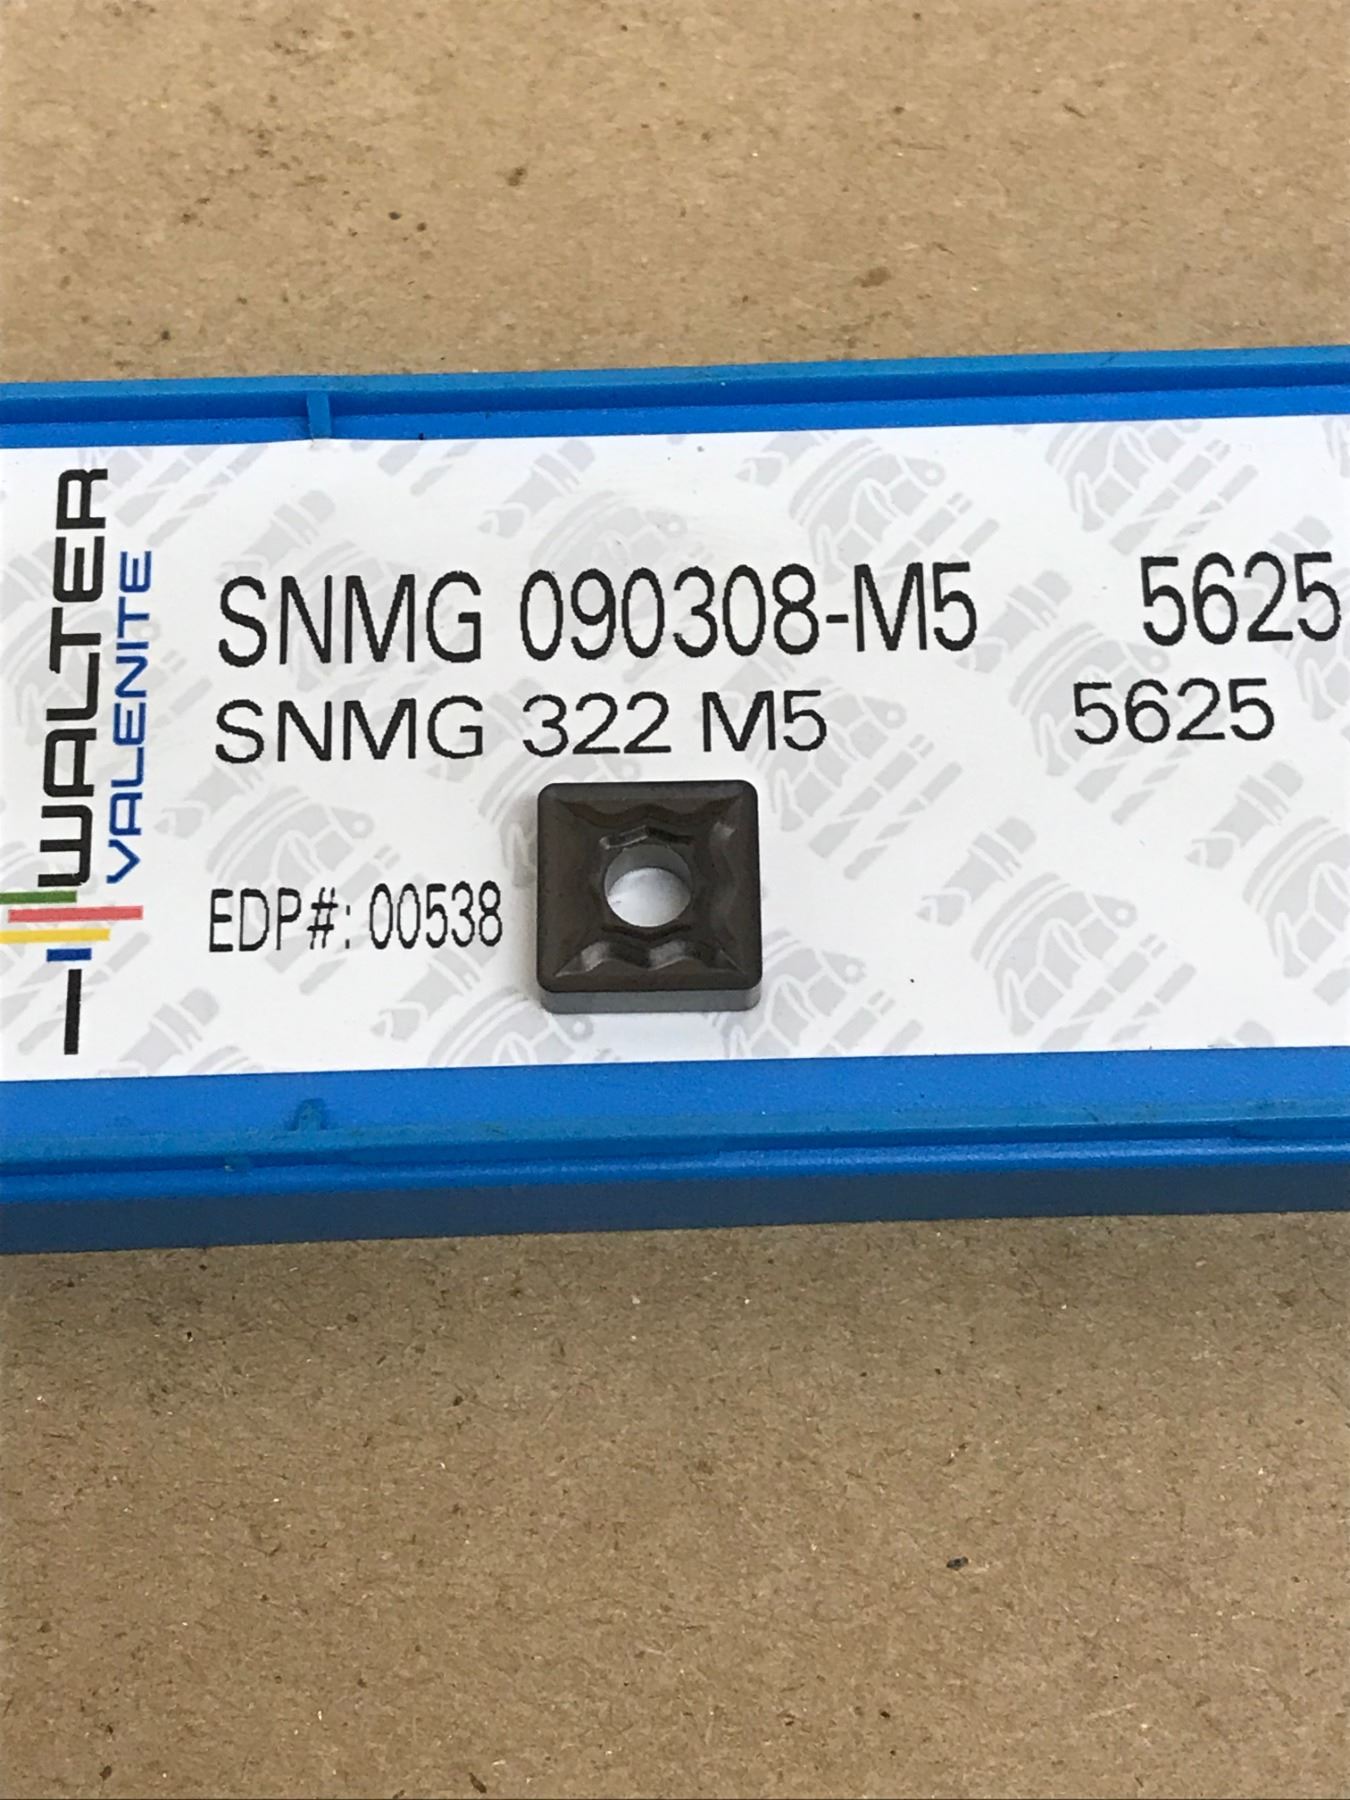 WALTER
VALENITE
SNMG 090308-M5 5625
SNMG 322 M5 5625
EDP#: 00538